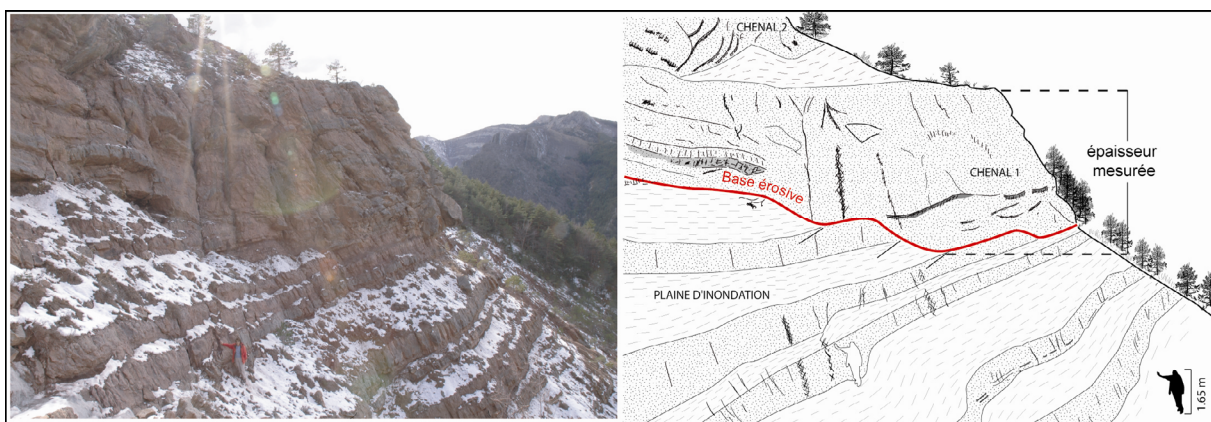 CHENAL 2
épaisseur
mesurée
CHENAL 1
Base érosive
PLAINE D'INONDATION
1.65 m